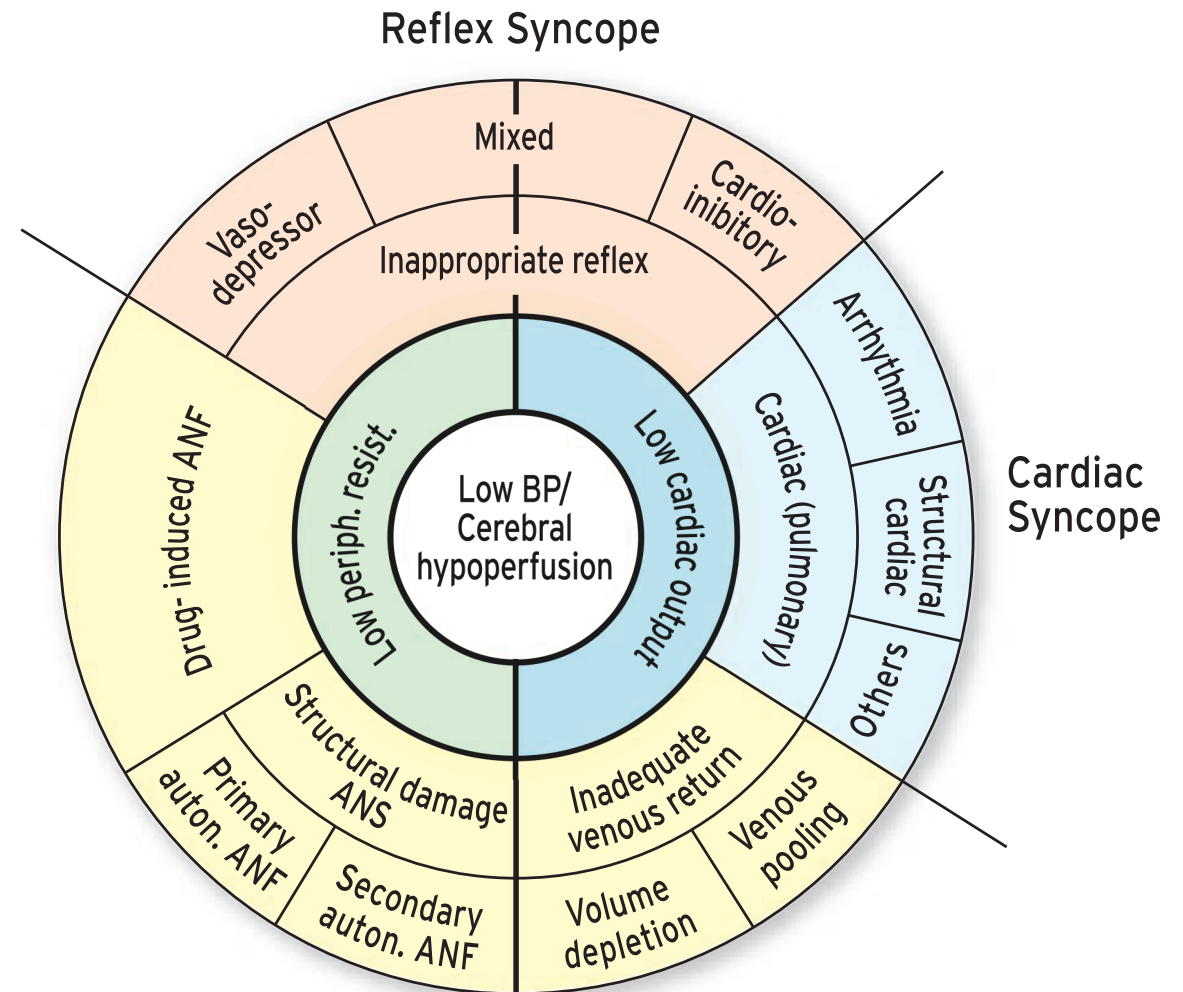 Reflex Syncope
Mixed
Vaso-
depressor
Cardio-
inibitory
Inappropriate reflex
Arrhythmia
Structural
cardiac
Others
Cardiac (pulmonary)
Cardiac
Syncope
Drug- induced ANF
Low periph. resist.
Low cardiac output
Low BP/
Cerebral
hypoperfusion
Structural damage
ANS
Inadequate
venous return
Primary
auton. ANF
Secondary
auton. ANF
Volume
depletion
Venous
pooling